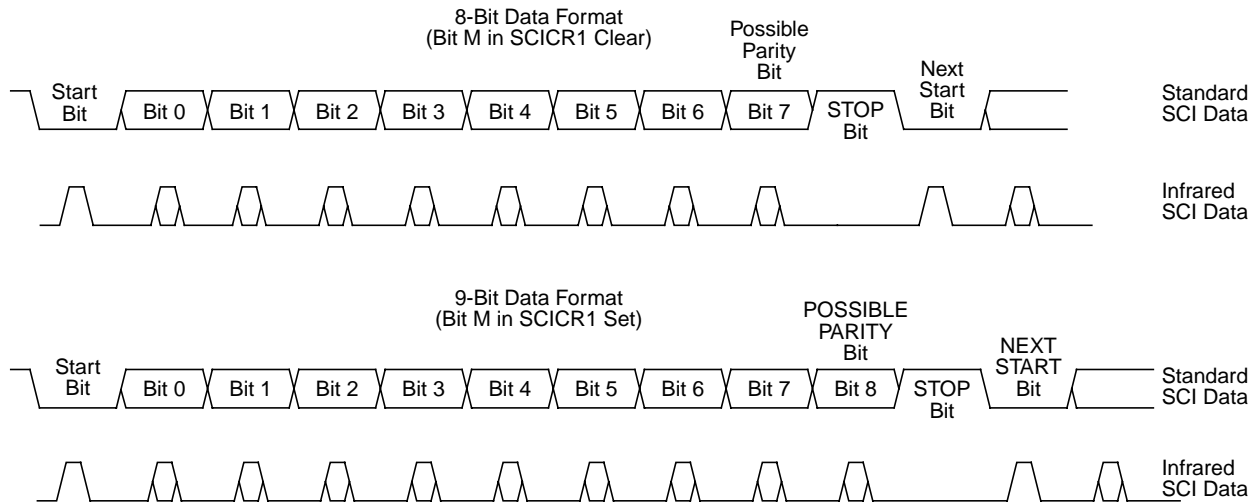 8-Bit Data Format
(Bit M in SCICR1 Clear)
Possible
Parity
Bit
Start
Bit
Bit 0
Bit 1
Bit 2
Bit 3
Bit 4
Bit 5
Bit 6
Bit 7
STOP
Bit
Next
Start
Bit
Standard
SCI Data
Infrared
SCI Data
9-Bit Data Format
(Bit M in SCICR1 Set)
POSSIBLE
PARITY
Bit
Start
Bit
Bit 0
Bit 1
Bit 2
Bit 3
Bit 4
Bit 5
Bit 6
Bit 7
Bit 8
STOP
Bit
NEXT
START
Bit
Standard
SCI Data
Infrared
SCI Data